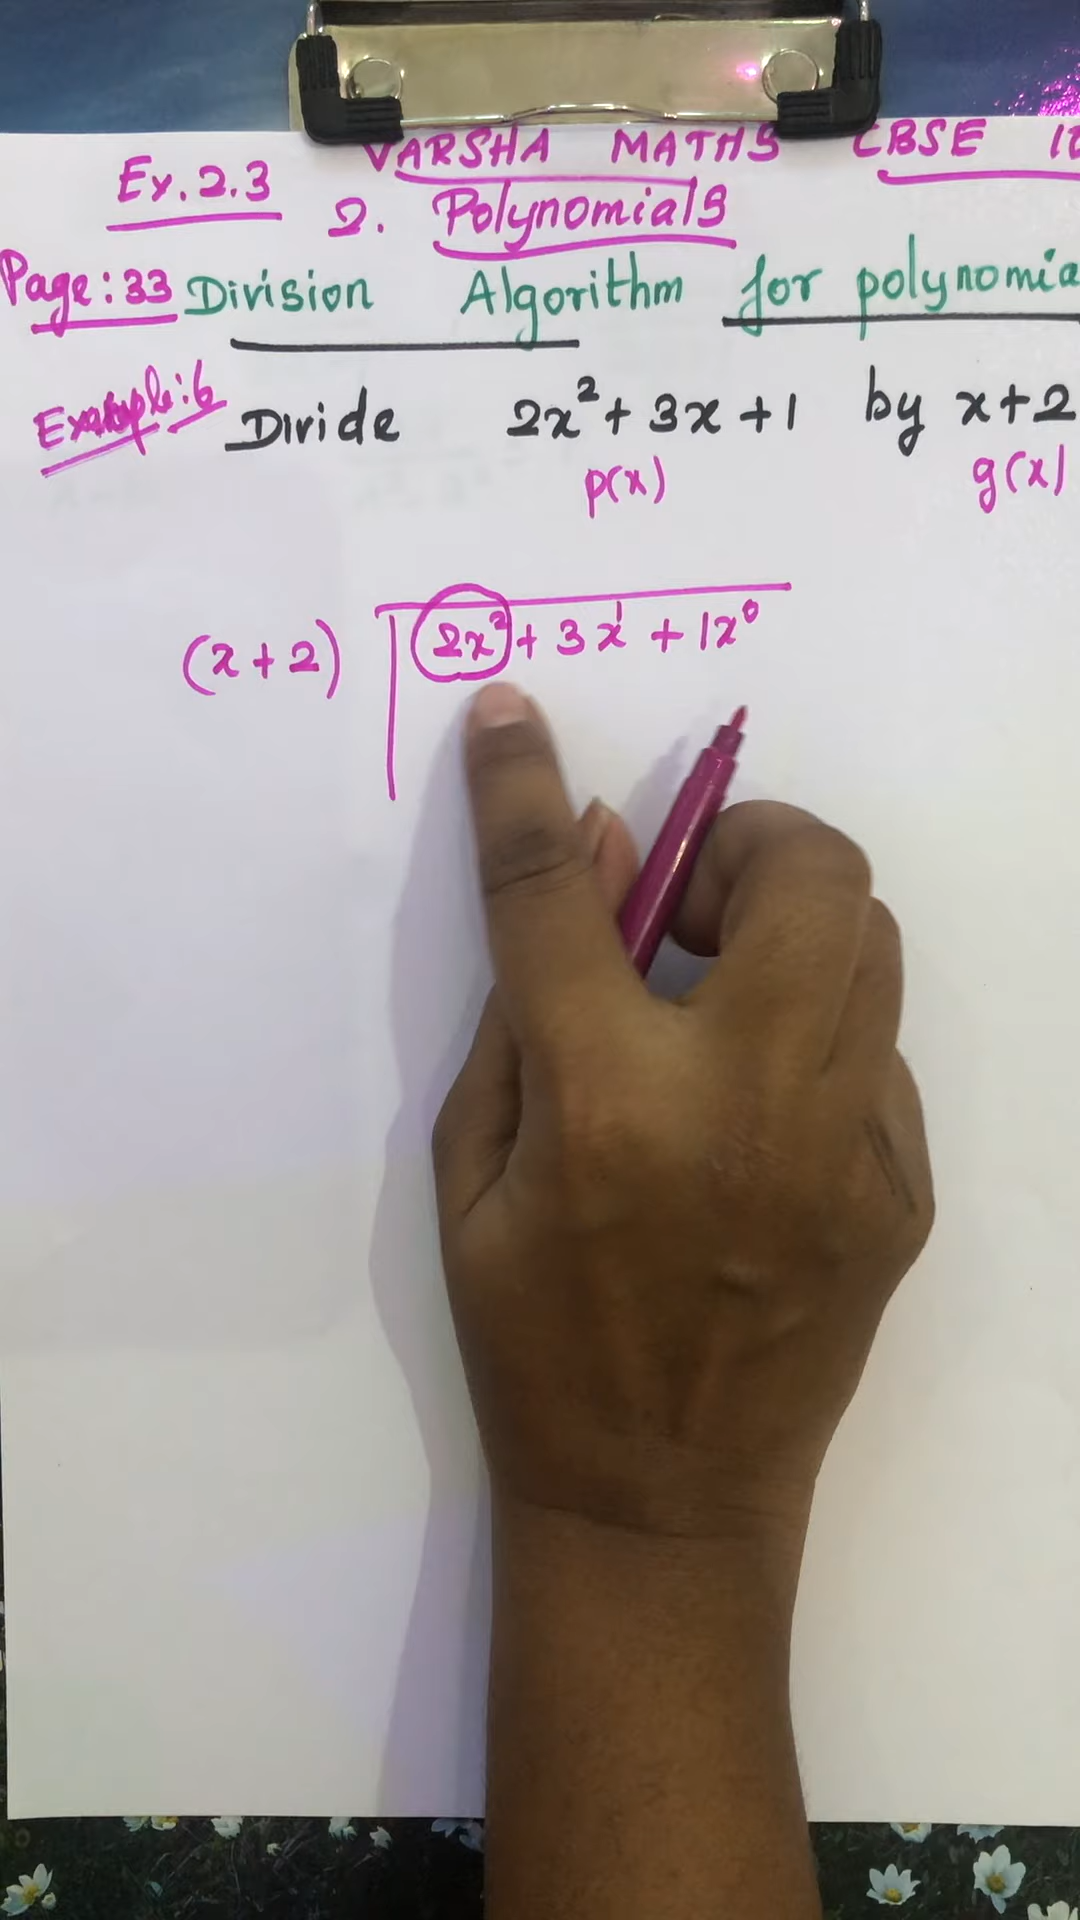 VARSHA MATHS CBSE 10
Ex.2.3
2. Polynomials
Page:33 Division Algorithm for polynomia
Example:6 Divide 2x² + 3x + 1 by x+2
p(x) g(x)
(x+2) 2x² + 3x¹ + 1x⁰